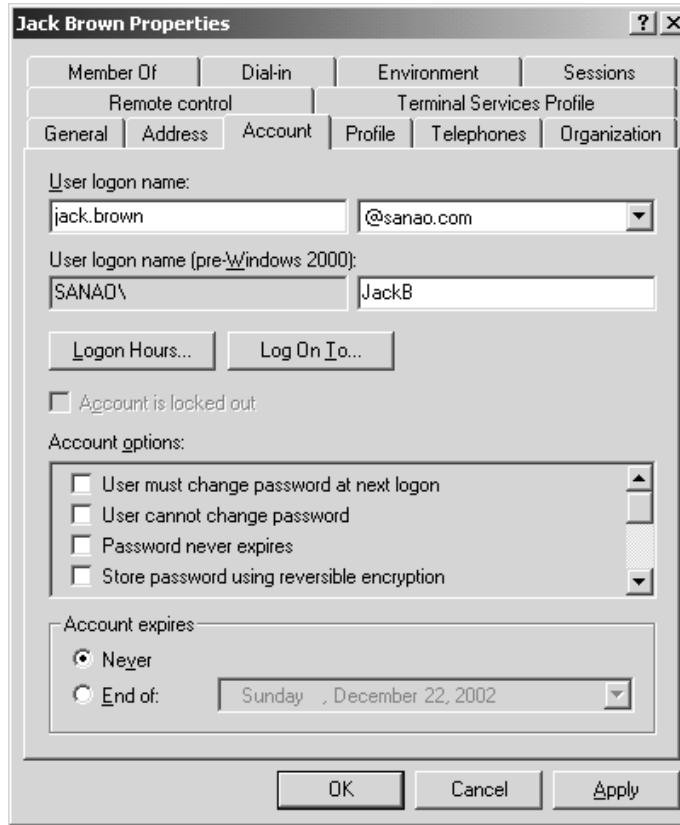 Jack Brown Properties
Member Of Dial-in Environment Sessions
Remote control Terminal Services Profile
General Address Account Profile Telephones Organization
User logon name:
jack.brown @sanao.com
User logon name (pre-Windows 2000):
SANAO\ JackB
Logon Hours... Log On To...
Account is locked out
Account options:
User must change password at next logon
User cannot change password
Password never expires
Store password using reversible encryption
Account expires
Never
End of: Sunday , December 22, 2002
OK Cancel Apply